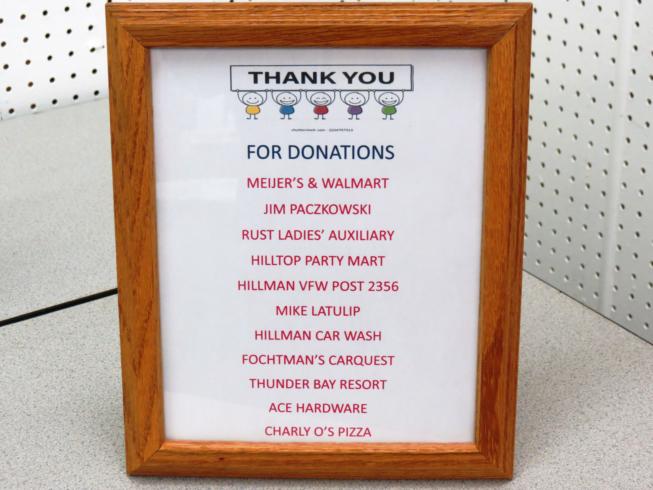 THANK YOU
FOR DONATIONS
MEIJER'S & WALMART
JIM PACZKOWSKI
RUST LADIES' AUXILIARY
HILLTOP PARTY MART
HILLMAN VFW POST 2356
MIKE LATULIP
HILLMAN CAR WASH
FOCHTMAN'S CARQUEST
THUNDER BAY RESORT
ACE HARDWARE
CHARLY O'S PIZZA